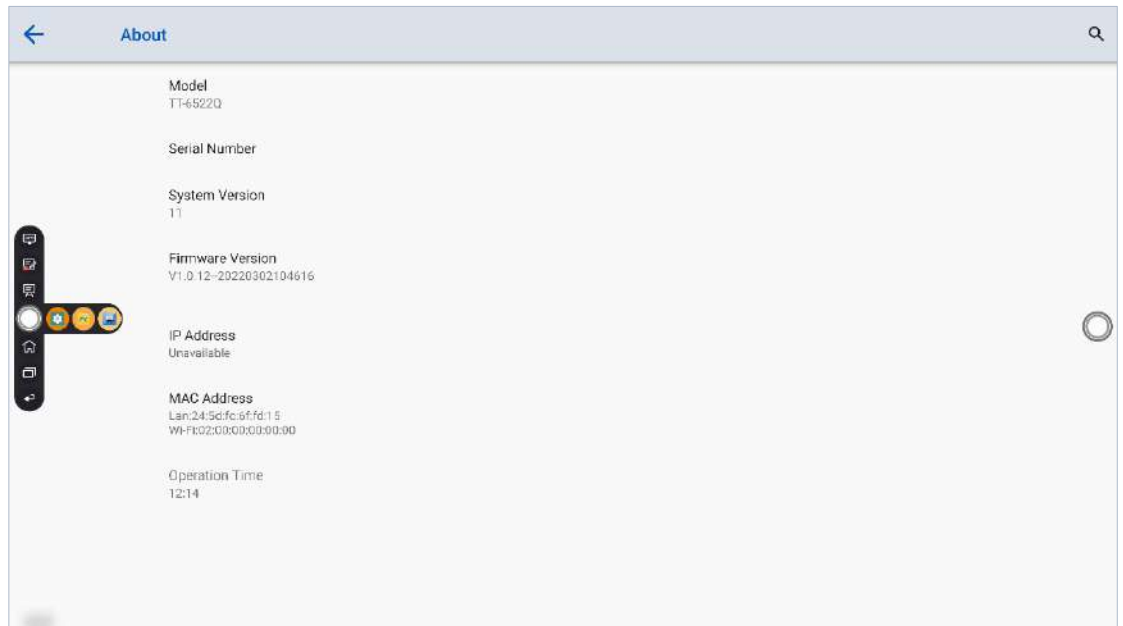 About
Model
TT-6522Q
Serial Number
System Version
11
Firmware Version
V1.0.12--20220302104616
IP Address
Unavailable
MAC Address
Lan:24:5d:fc:6f:fd:15
Wi-Fi:02:00:00:00:00:00
Operation Time
12:14